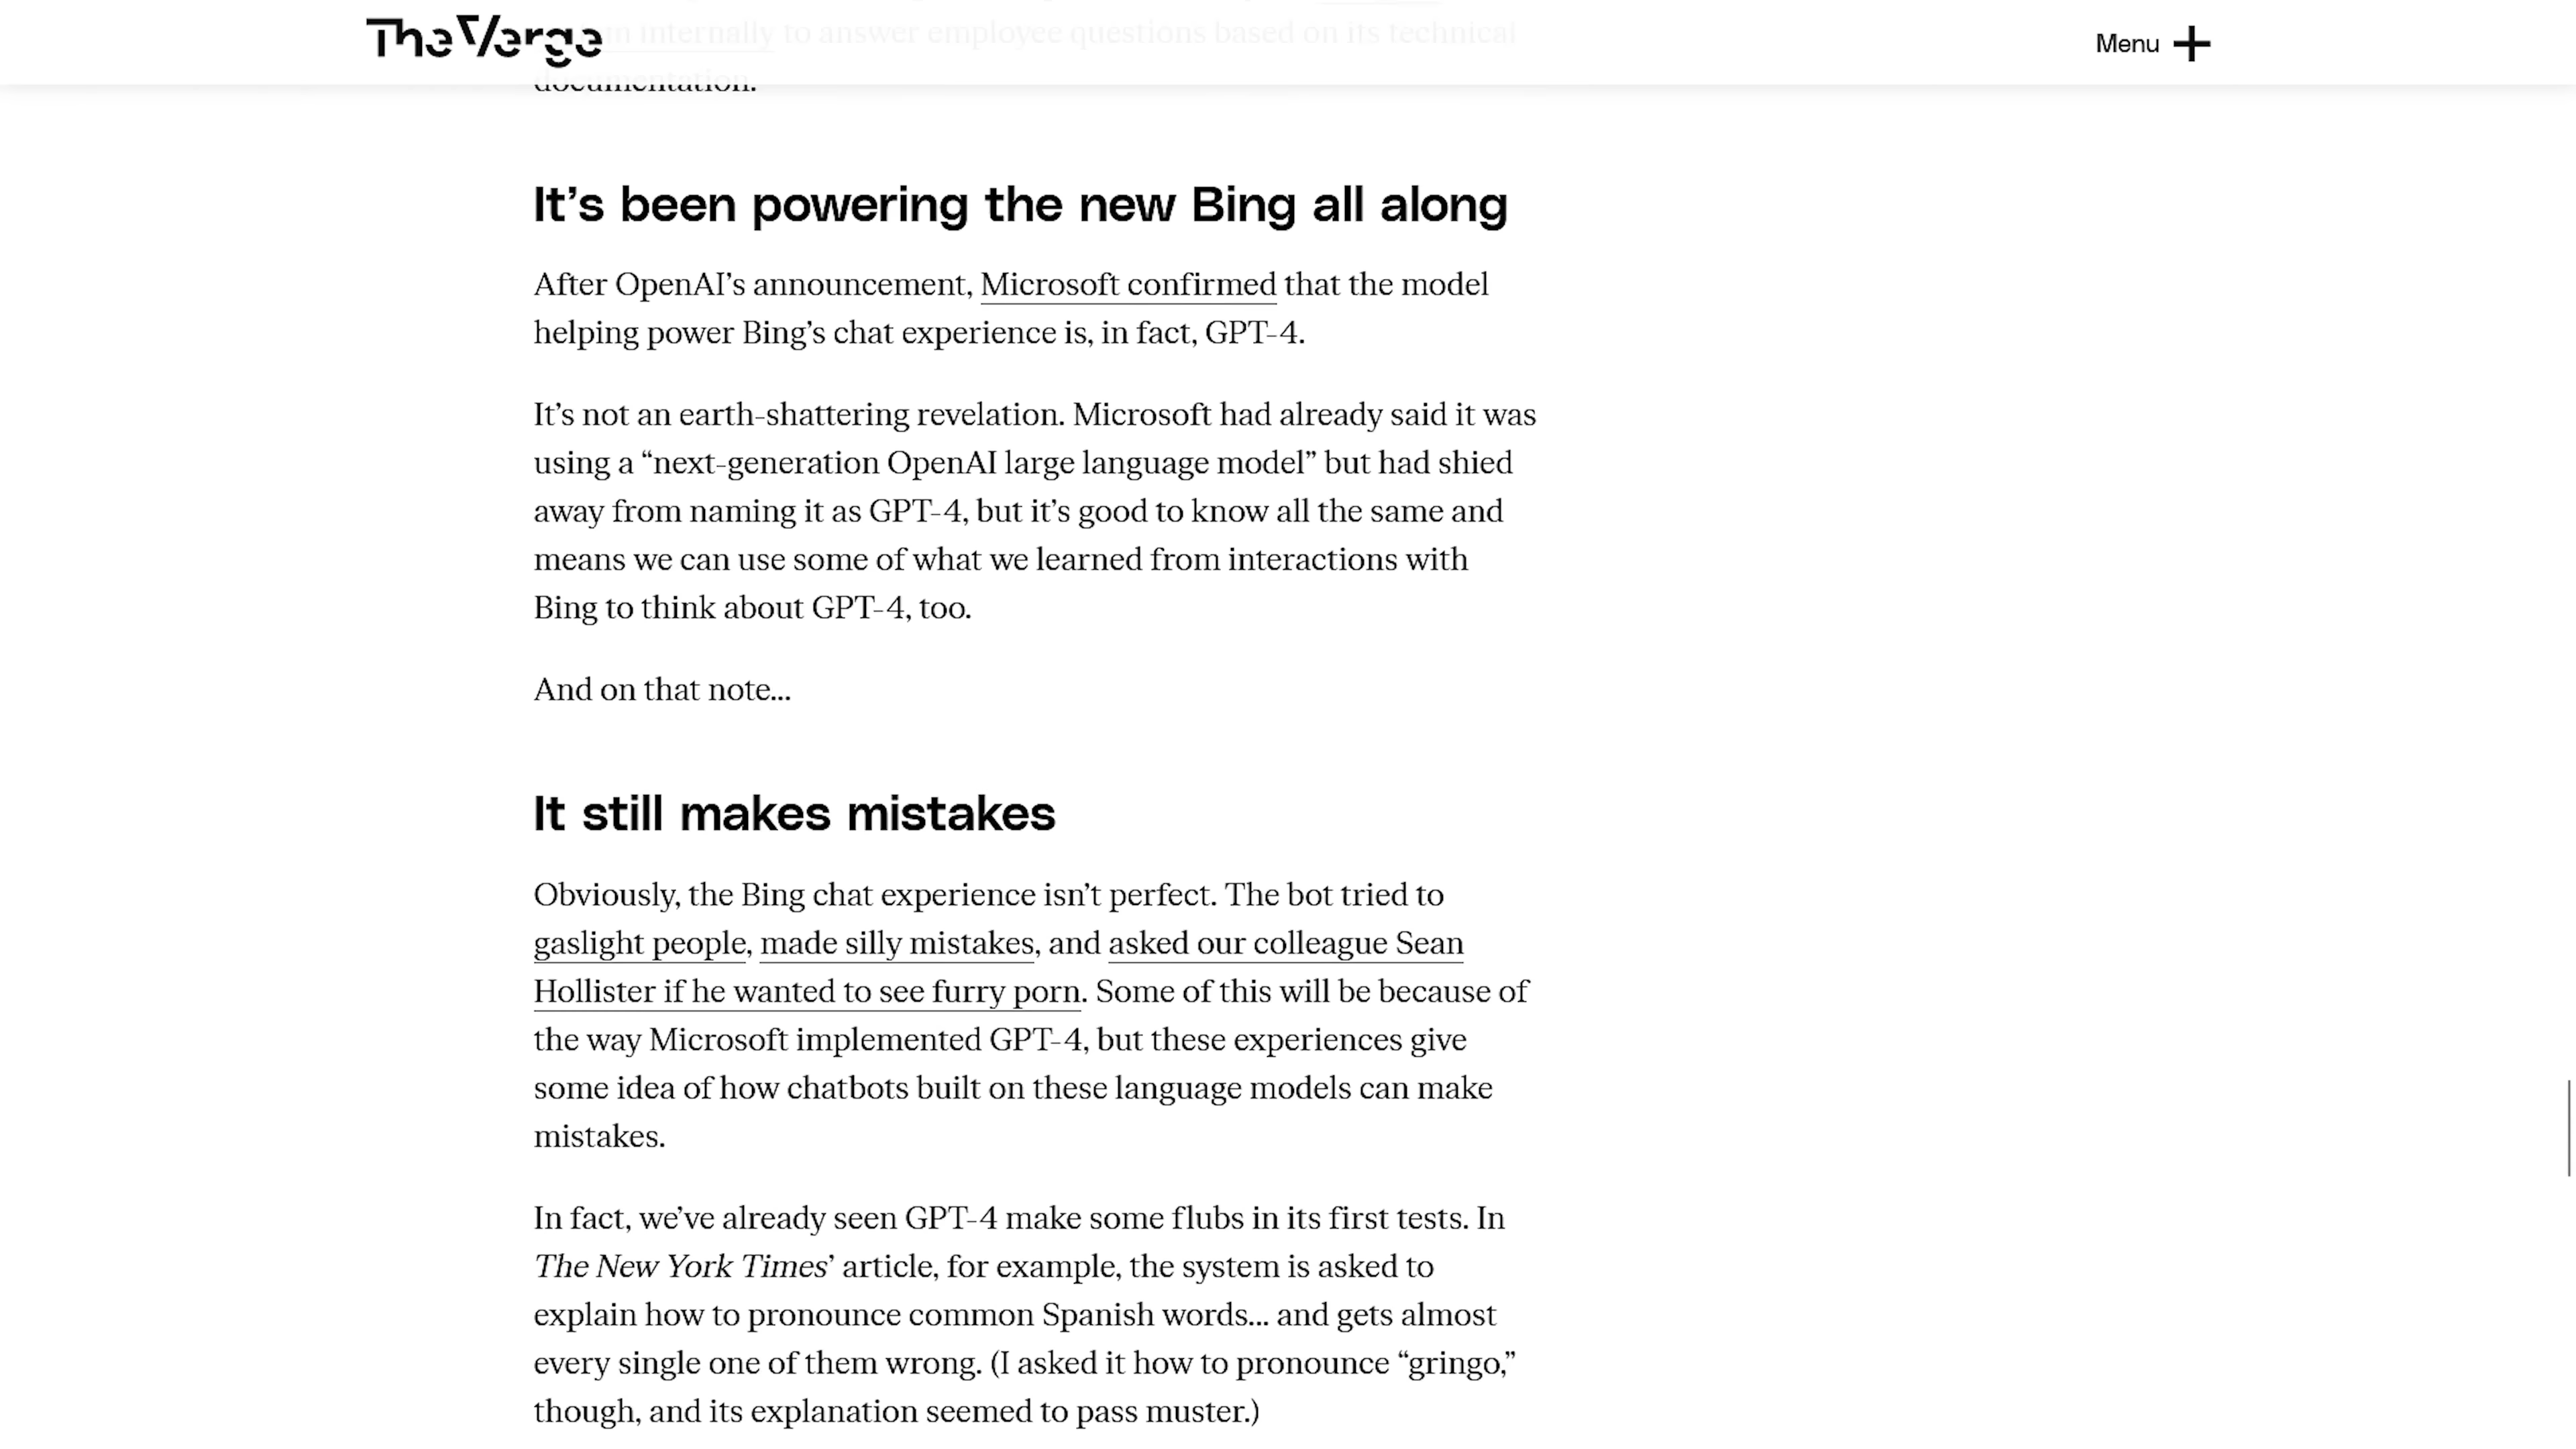 The Verge
Menu
n internally to answer employee questions based on its technical
documentation.
It’s been powering the new Bing all along
After OpenAI’s announcement, Microsoft confirmed that the model
helping power Bing’s chat experience is, in fact, GPT-4.
It’s not an earth-shattering revelation. Microsoft had already said it was
using a “next-generation OpenAI large language model” but had shied
away from naming it as GPT-4, but it’s good to know all the same and
means we can use some of what we learned from interactions with
Bing to think about GPT-4, too.
And on that note...
It still makes mistakes
Obviously, the Bing chat experience isn’t perfect. The bot tried to
gaslight people, made silly mistakes, and asked our colleague Sean
Hollister if he wanted to see furry porn. Some of this will be because of
the way Microsoft implemented GPT-4, but these experiences give
some idea of how chatbots built on these language models can make
mistakes.
In fact, we’ve already seen GPT-4 make some flubs in its first tests. In
The New York Times’ article, for example, the system is asked to
explain how to pronounce common Spanish words... and gets almost
every single one of them wrong. (I asked it how to pronounce “gringo,”
though, and its explanation seemed to pass muster.)